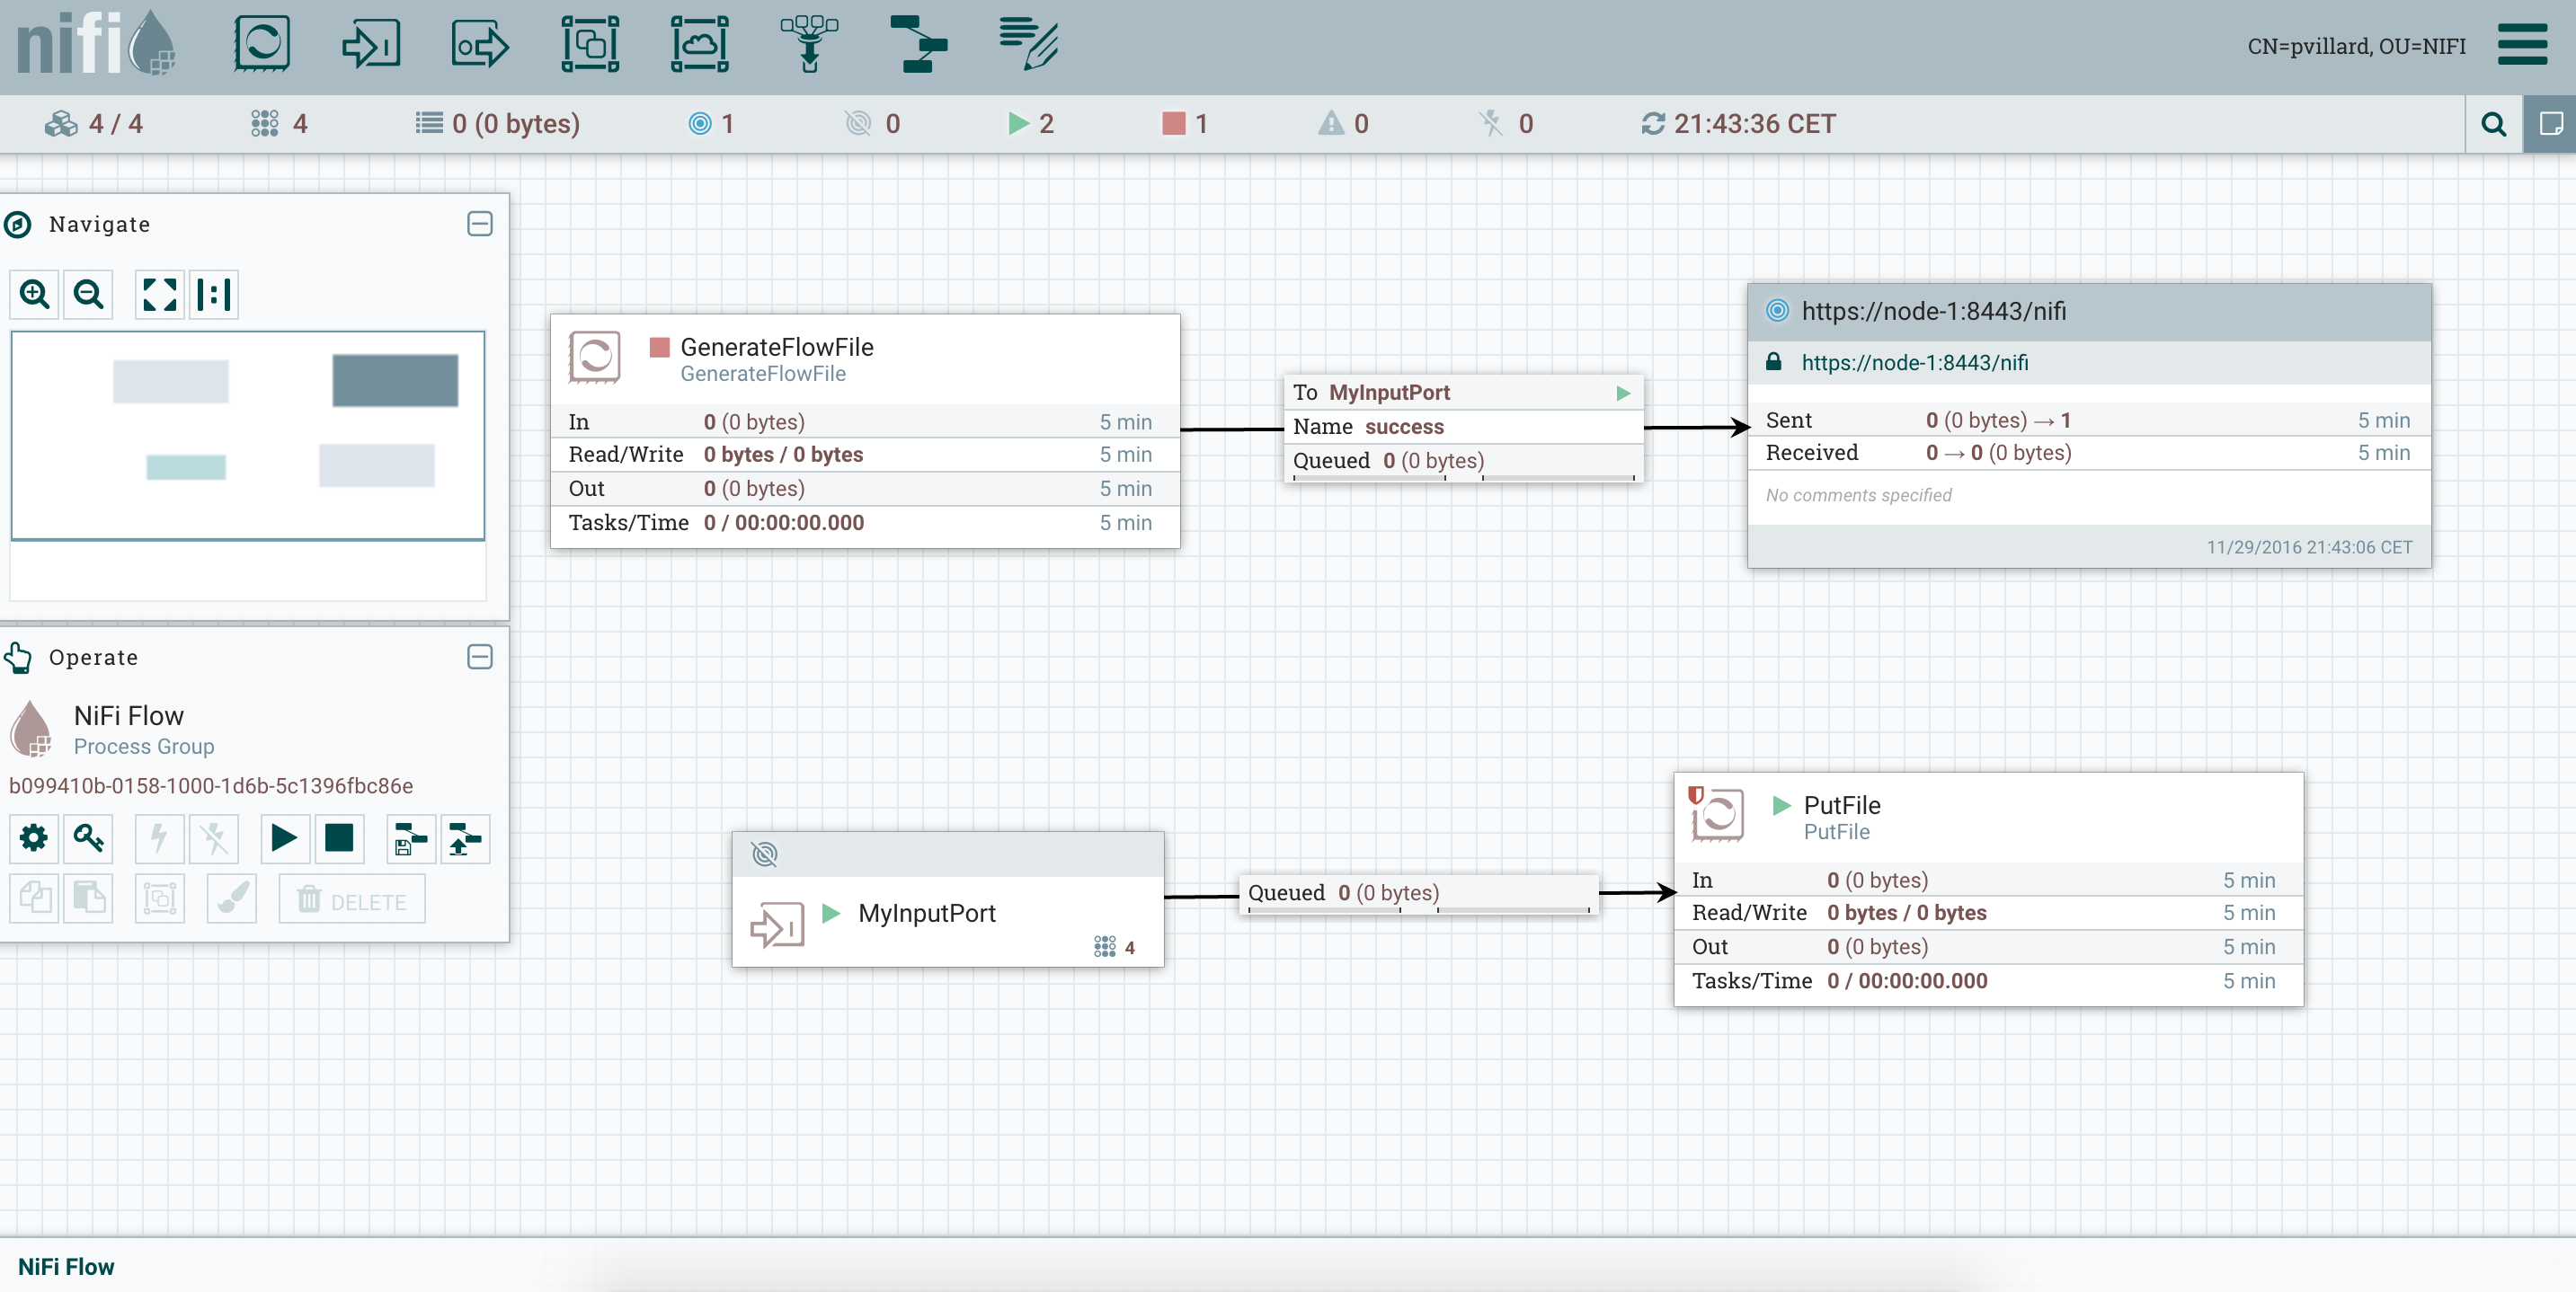 nifi
CN=pvillard, OU=NIFI
4 / 4
4
0 (0 bytes)
1
0
2
1
0
0
21:43:36 CET
Navigate
GenerateFlowFile
GenerateFlowFile
In 0 (0 bytes) 5 min
Read/Write 0 bytes / 0 bytes 5 min
Out 0 (0 bytes) 5 min
Tasks/Time 0 / 00:00:00.000 5 min
To MyInputPort
Name success
Queued 0 (0 bytes)
https://node-1:8443/nifi
https://node-1:8443/nifi
Sent 0 (0 bytes) → 1 5 min
Received 0 → 0 (0 bytes) 5 min
No comments specified
11/29/2016 21:43:06 CET
Operate
NiFi Flow
Process Group
b099410b-0158-1000-1d6b-5c1396fbc86e
DELETE
MyInputPort
4
Queued 0 (0 bytes)
PutFile
PutFile
In 0 (0 bytes) 5 min
Read/Write 0 bytes / 0 bytes 5 min
Out 0 (0 bytes) 5 min
Tasks/Time 0 / 00:00:00.000 5 min
NiFi Flow